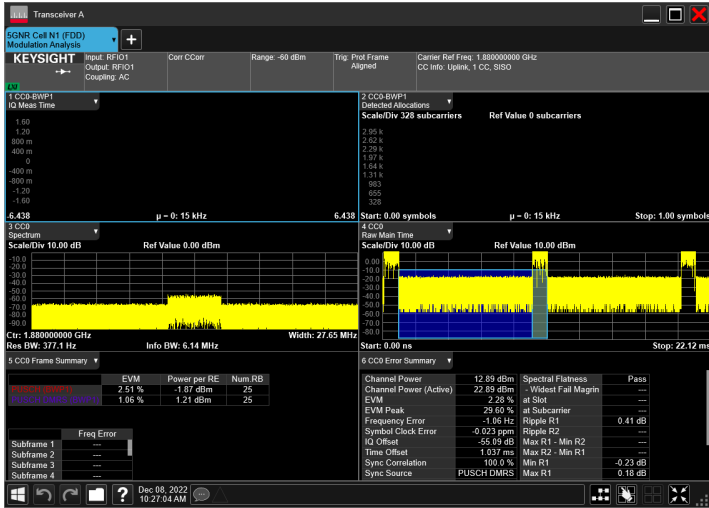 Transceiver A
5GNR Cell N1 (FDD)
Modulation Analysis
KEYSIGHT
Input: RFIO1
Output: RFIO1
Coupling: AC
Corr CCorr
Range: -60 dBm
Trig: Prot Frame
Aligned
Carrier Ref Freq: 1.880000000 GHz
CC Info: Uplink, 1 CC, SISO
LXI
1 CC0-BWP1
IQ Meas Time
1.60
1.20
800 m
400 m
0
-400 m
-800 m
-1.20
-1.60
-6.438
μ = 0: 15 kHz
6.438
2 CC0-BWP1
Detected Allocations
Scale/Div 328 subcarriers
Ref Value 0 subcarriers
2.95 k
2.62 k
2.29 k
1.97 k
1.64 k
1.31 k
983
655
328
Start: 0.00 symbols
μ = 0: 15 kHz
Stop: 1.00 symbols
3 CC0
Spectrum
Scale/Div 10.00 dB
Ref Value 0.00 dBm
-10.0
-20.0
-30.0
-40.0
-50.0
-60.0
-70.0
-80.0
-90.0
Ctr: 1.880000000 GHz
Width: 27.65 MHz
Res BW: 377.1 Hz
Info BW: 6.14 MHz
4 CC0
Raw Main Time
Scale/Div 10.00 dB
Ref Value 10.00 dBm
0.00
-10.0
-20.0
-30.0
-40.0
-50.0
-60.0
-70.0
-80.0
Start: 0.00 ns
Stop: 22.12 ms
5 CC0 Frame Summary
EVM Power per RE Num.RB
2.51 % -1.87 dBm 25
1.06 % 1.21 dBm 25
Freq Error
Subframe 1 ---
Subframe 2 ---
Subframe 3 ---
Subframe 4 ---
6 CC0 Error Summary
Channel Power 12.89 dBm Spectral Flatness Pass
Channel Power (Active) 22.89 dBm - Widest Fail Magrin ---
EVM 2.28 % at Slot ---
EVM Peak 29.60 % at Subcarrier ---
Frequency Error -1.06 Hz Ripple R1 0.41 dB
Symbol Clock Error -0.023 ppm Ripple R2 ---
IQ Offset -55.09 dB Max R1 - Min R2 ---
Time Offset 1.037 ms Max R2 - Min R1 ---
Sync Correlation 100.0 % Min R1 -0.23 dB
Sync Source PUSCH DMRS Max R1 0.18 dB
Dec 08, 2022
10:27:04 AM